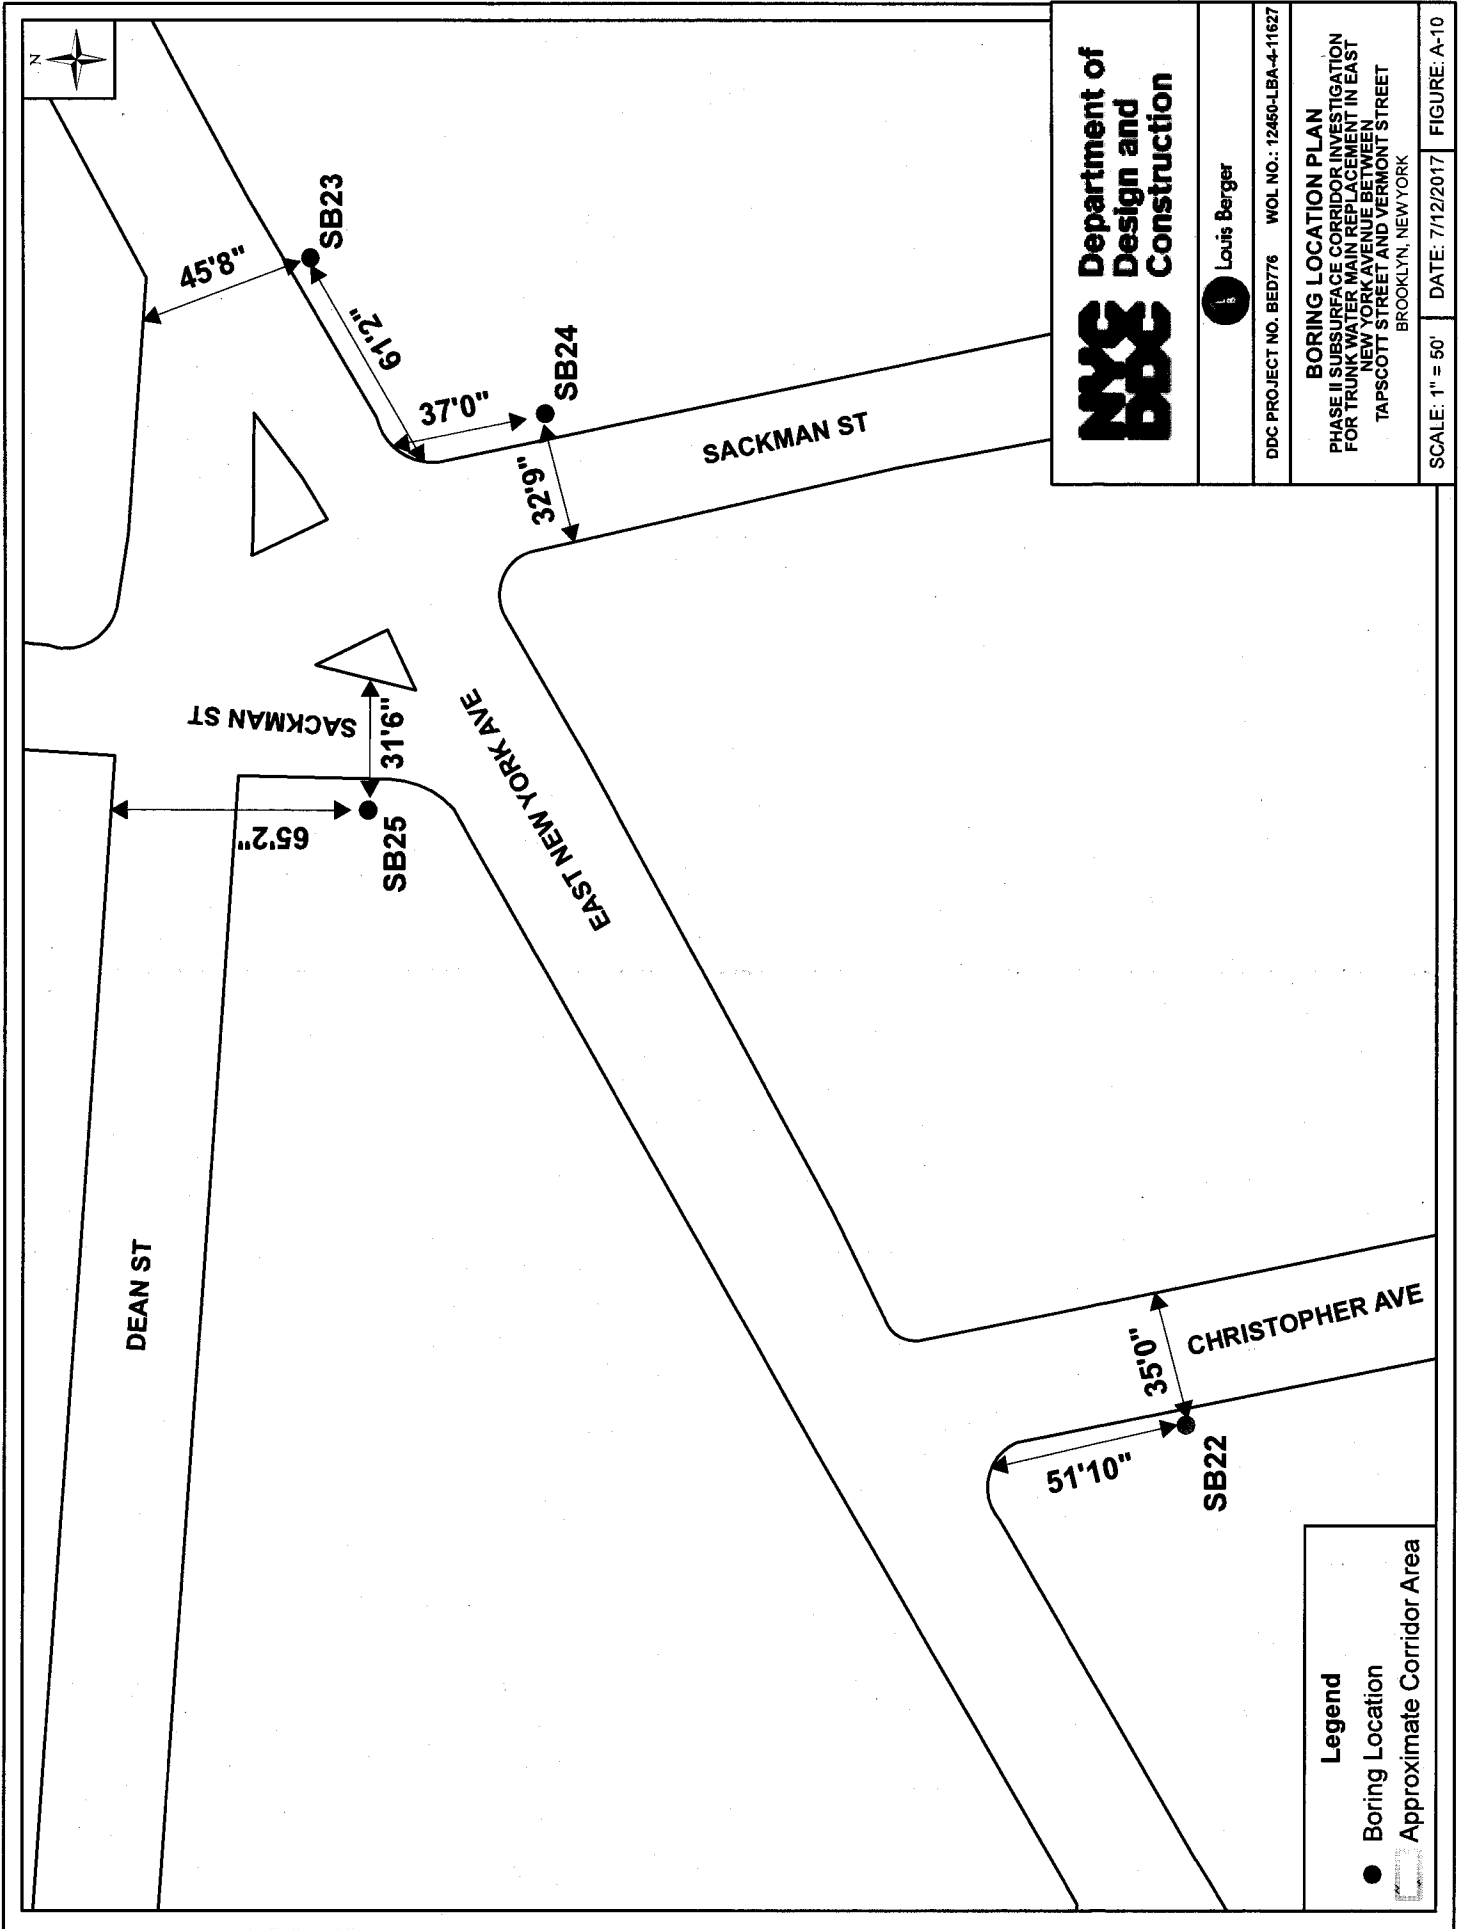 N
45'8"
SB23
61'2"
37'0"
SB24
32'9"
SACKMAN ST
SACKMAN ST
31'6"
65'2"
SB25
EAST NEW YORK AVE
DEAN ST
35'0"
CHRISTOPHER AVE
51'10"
SB22
Legend
Boring Location
Approximate Corridor Area
NYC
DDC
Department of
Design and
Construction
Louis Berger
DDC PROJECT NO. BED776 WOL NO.: 12450-LBA-4-11627
BORING LOCATION PLAN
PHASE II SUBSURFACE CORRIDOR INVESTIGATION
FOR TRUNK WATER MAIN REPLACEMENT IN EAST
NEW YORK AVENUE BETWEEN
TAPSCOTT STREET AND VERMONT STREET
BROOKLYN, NEW YORK
SCALE: 1" = 50' DATE: 7/12/2017 FIGURE: A-10